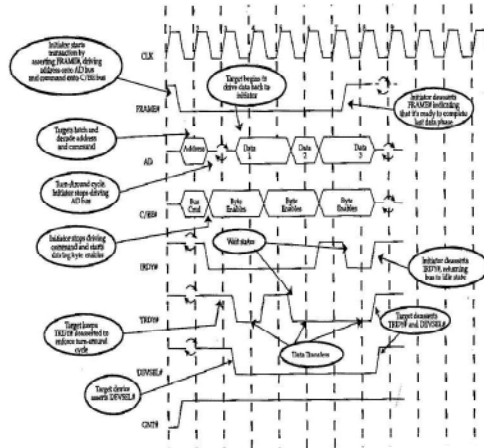 CLK
Initiator starts
transaction by
asserting FRAME#, driving
address onto AD bus
and command onto C/BE# bus
Target begins to
drive data back to
initiator
FRAME#
Initiator deasserts
FRAME# indicating
that it's ready to complete
last data phase
Targets latch and
decode address
and command
AD
Address
Data
1
Data
2
Data
3
Turn-Around cycle.
Initiator stops driving
AD bus
C/BE#
Bus
Cmd
Byte
Enables
Byte
Enables
Byte
Enables
Initiator stops driving
command and starts
driving byte enables
Wait states
IRDY#
Initiator deasserts
IRDY#, returning
bus to idle state
TRDY#
Target keeps
TRDY# deasserted to
enforce turn-around
cycle
Data Transfers
Target deasserts
TRDY# and DEVSEL#
DEVSEL#
Target device
asserts DEVSEL#
GNT#